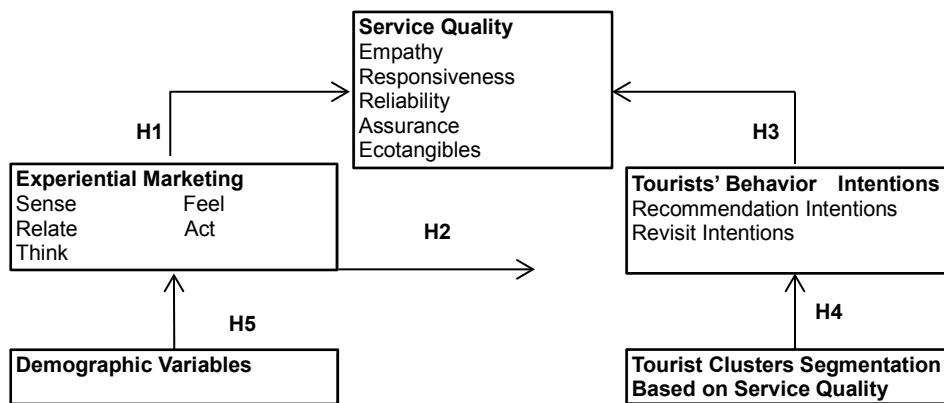 Service Quality
Empathy
Responsiveness
Reliability
Assurance
Ecotangibles
H1
H3
Experiential Marketing
Sense Feel
Relate Act
Think
H2
Tourists' Behavior Intentions
Recommendation Intentions
Revisit Intentions
H5
H4
Demographic Variables
Tourist Clusters Segmentation
Based on Service Quality